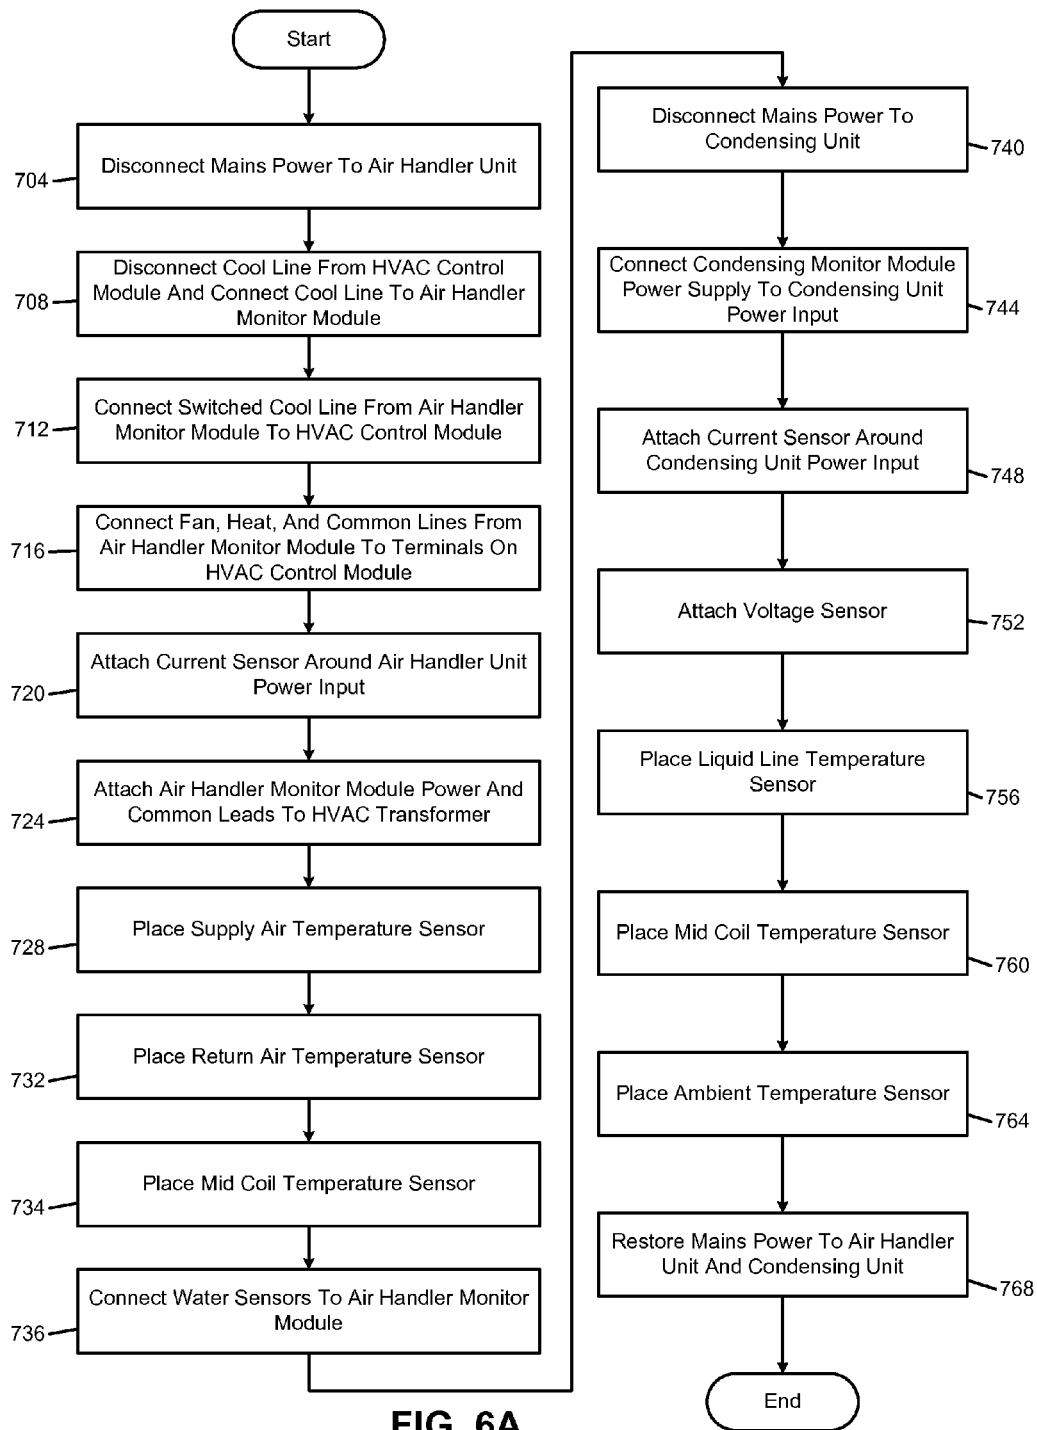 Start
704
Disconnect Mains Power To Air Handler Unit
708
Disconnect Cool Line From HVAC Control
Module And Connect Cool Line To Air Handler
Monitor Module
712
Connect Switched Cool Line From Air Handler
Monitor Module To HVAC Control Module
716
Connect Fan, Heat, And Common Lines From
Air Handler Monitor Module To Terminals On
HVAC Control Module
720
Attach Current Sensor Around Air Handler Unit
Power Input
724
Attach Air Handler Monitor Module Power And
Common Leads To HVAC Transformer
728
Place Supply Air Temperature Sensor
732
Place Return Air Temperature Sensor
734
Place Mid Coil Temperature Sensor
736
Connect Water Sensors To Air Handler Monitor
Module
Disconnect Mains Power To
Condensing Unit
740
Connect Condensing Monitor Module
Power Supply To Condensing Unit
Power Input
744
Attach Current Sensor Around
Condensing Unit Power Input
748
Attach Voltage Sensor
752
Place Liquid Line Temperature
Sensor
756
Place Mid Coil Temperature Sensor
760
Place Ambient Temperature Sensor
764
Restore Mains Power To Air Handler
Unit And Condensing Unit
768
End
FIG. 6A